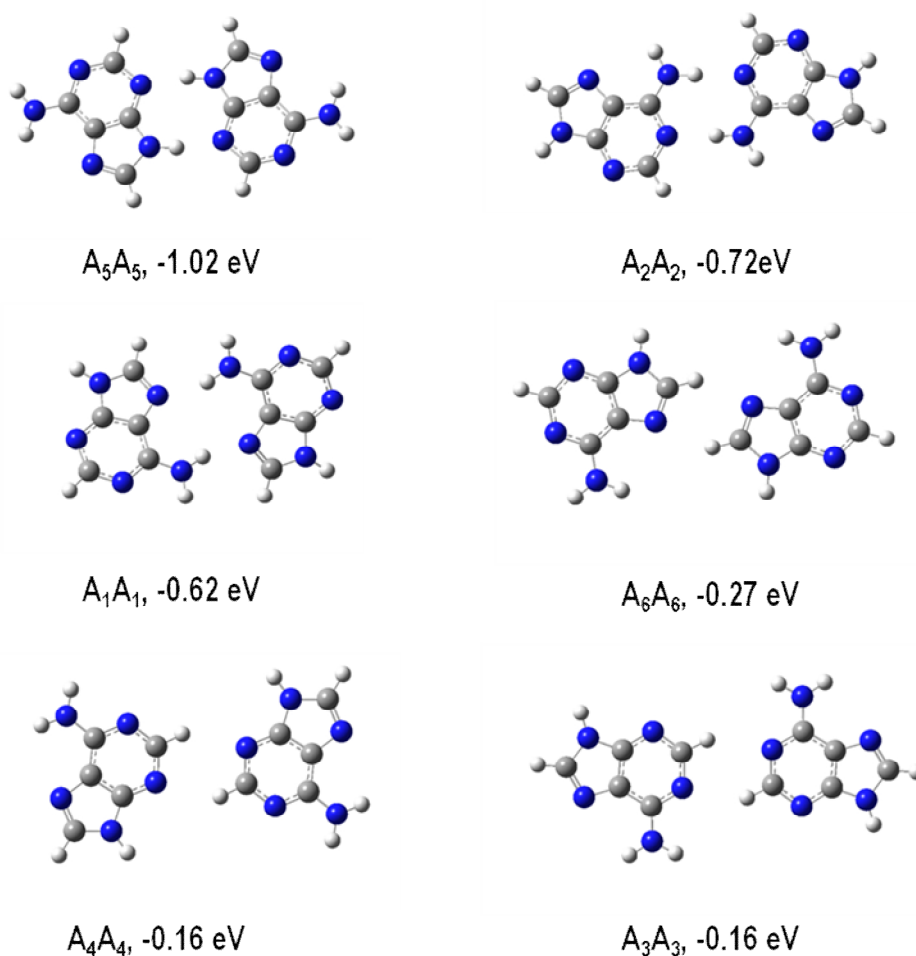 A₅A₅, -1.02 eV
A₂A₂, -0.72eV
A₁A₁, -0.62 eV
A₆A₆, -0.27 eV
A₄A₄, -0.16 eV
A₃A₃, -0.16 eV